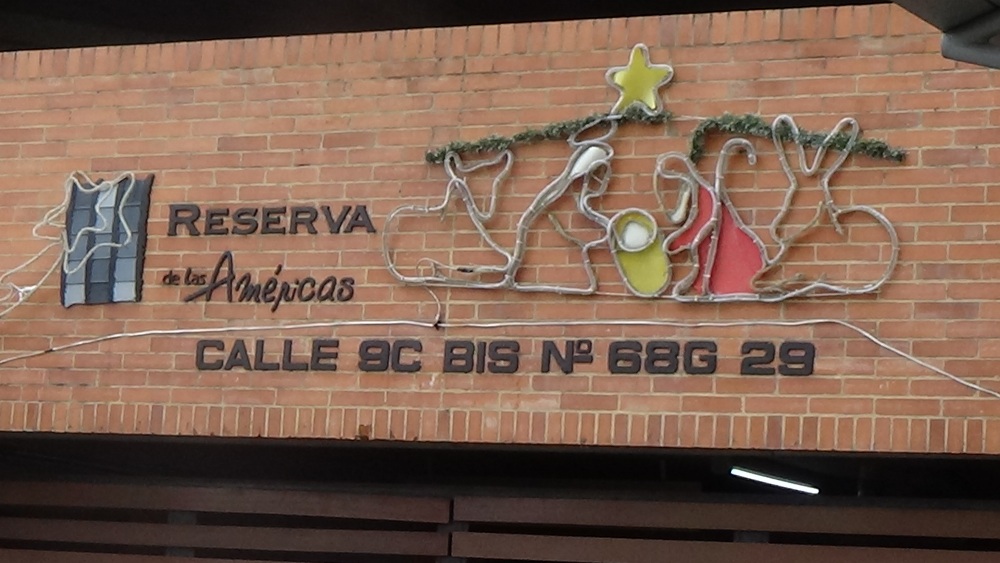 RESERVA
de las Américas
CALLE 9C BIS Nº 68G 29